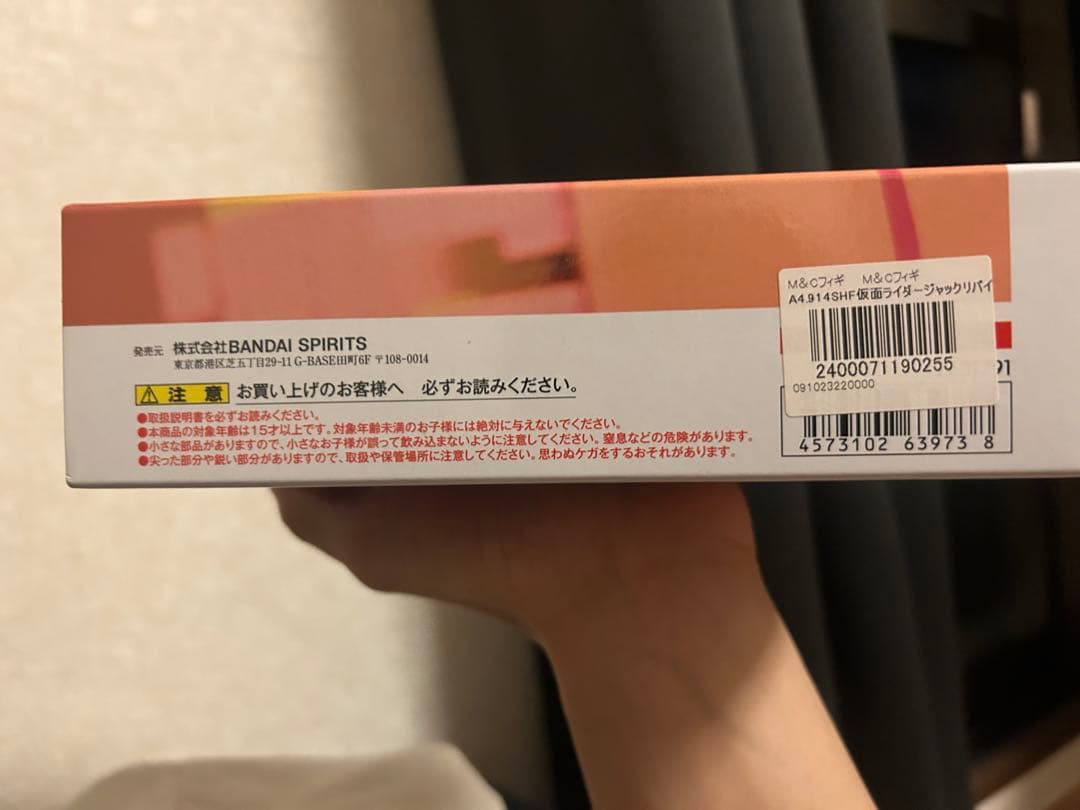 発売元 株式会社BANDAI SPIRITS
東京都港区芝五丁目29-11 G-BASE田町6F 〒108-0014
注意 お買い上げのお客様へ 必ずお読みください。
●取扱説明書を必ずお読みください。
●本商品の対象年齢は15才以上です。対象年齢未満のお子様には絶対に与えないでください。
●小さな部品がありますので、小さなお子様が誤って飲み込まないように注意してください。窒息などの危険があります。
●尖った部分や鋭い部分がありますので、取扱や保管場所に注意してください。思わぬケガをするおそれがあります。
M&Cフィギ M&Cフィギ
A4.914SHF仮面ライダージャックリバイ
2400071190255
091023220000
91
4573102 63973 8